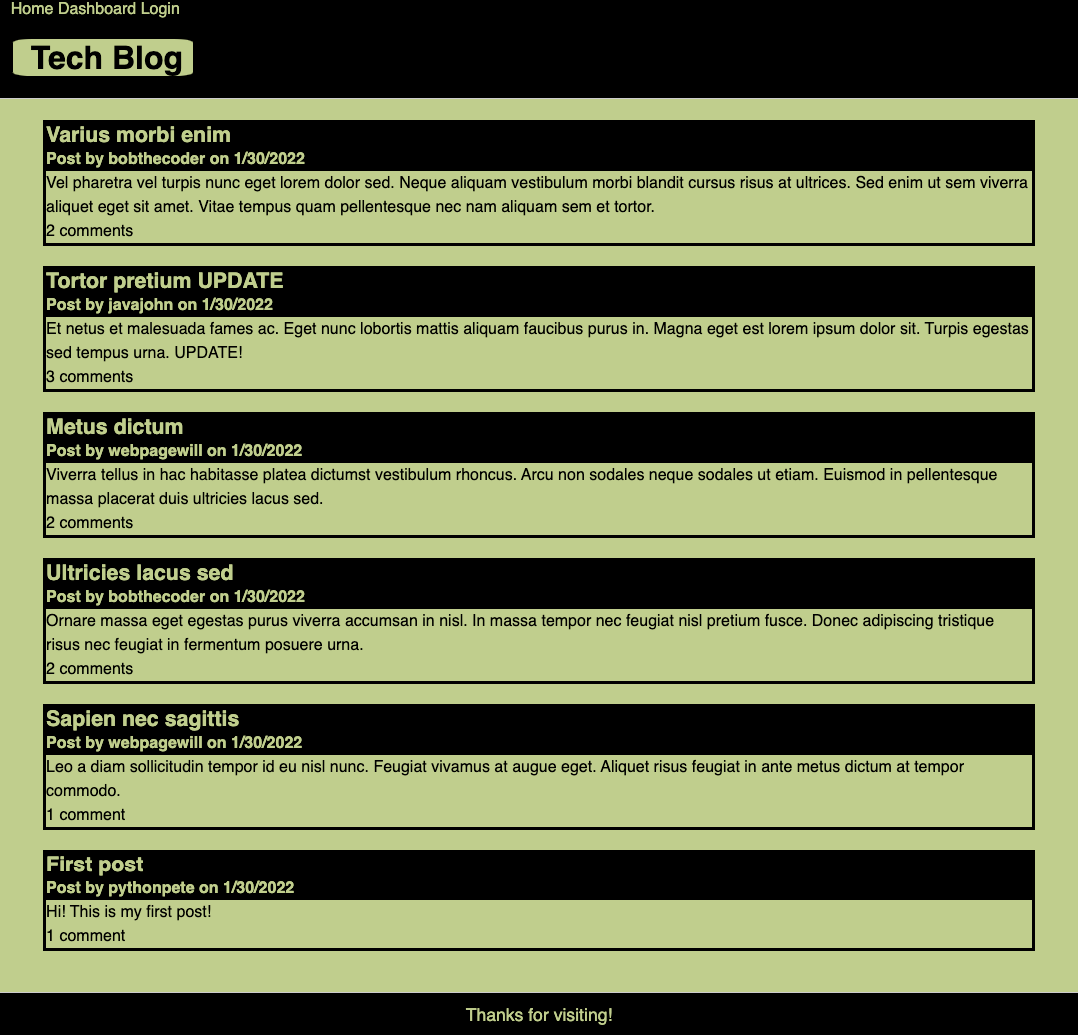 Home Dashboard Login
Tech Blog
Varius morbi enim
Post by bobthecoder on 1/30/2022
Vel pharetra vel turpis nunc eget lorem dolor sed. Neque aliquam vestibulum morbi blandit cursus risus at ultrices. Sed enim ut sem viverra
aliquet eget sit amet. Vitae tempus quam pellentesque nec nam aliquam sem et tortor.
2 comments
Tortor pretium UPDATE
Post by javajohn on 1/30/2022
Et netus et malesuada fames ac. Eget nunc lobortis mattis aliquam faucibus purus in. Magna eget est lorem ipsum dolor sit. Turpis egestas
sed tempus urna. UPDATE!
3 comments
Metus dictum
Post by webpagewill on 1/30/2022
Viverra tellus in hac habitasse platea dictumst vestibulum rhoncus. Arcu non sodales neque sodales ut etiam. Euismod in pellentesque
massa placerat duis ultricies lacus sed.
2 comments
Ultricies lacus sed
Post by bobthecoder on 1/30/2022
Ornare massa eget egestas purus viverra accumsan in nisl. In massa tempor nec feugiat nisl pretium fusce. Donec adipiscing tristique
risus nec feugiat in fermentum posuere urna.
2 comments
Sapien nec sagittis
Post by webpagewill on 1/30/2022
Leo a diam sollicitudin tempor id eu nisl nunc. Feugiat vivamus at augue eget. Aliquet risus feugiat in ante metus dictum at tempor
commodo.
1 comment
First post
Post by pythonpete on 1/30/2022
Hi! This is my first post!
1 comment
Thanks for visiting!